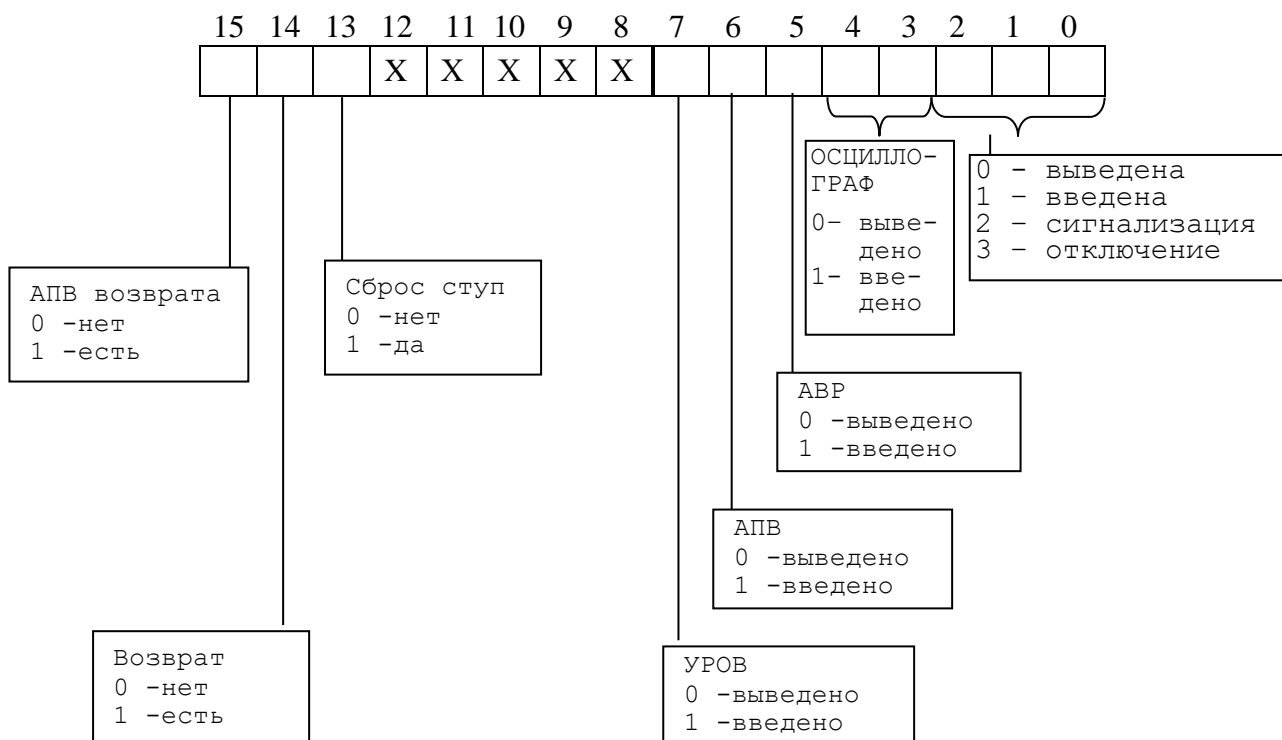 15 14 13 12 11 10 9 8 7 6 5 4 3 2 1 0
X X X X X
ОСЦИЛЛО-
ГРАФ
0– выве-
дено
1- вве-
дено
0 – выведена
1 – введена
2 – сигнализация
3 – отключение
АПВ возврата
0 -нет
1 -есть
Сброс ступ
0 -нет
1 -да
АВР
0 -выведено
1 -введено
АПВ
0 -выведено
1 -введено
Возврат
0 -нет
1 -есть
УРОВ
0 -выведено
1 -введено